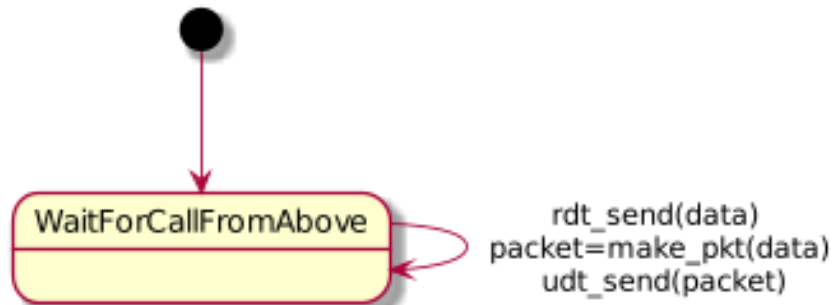 WaitForCallFromAbove
rdt_send(data)
packet=make_pkt(data)
udt_send(packet)